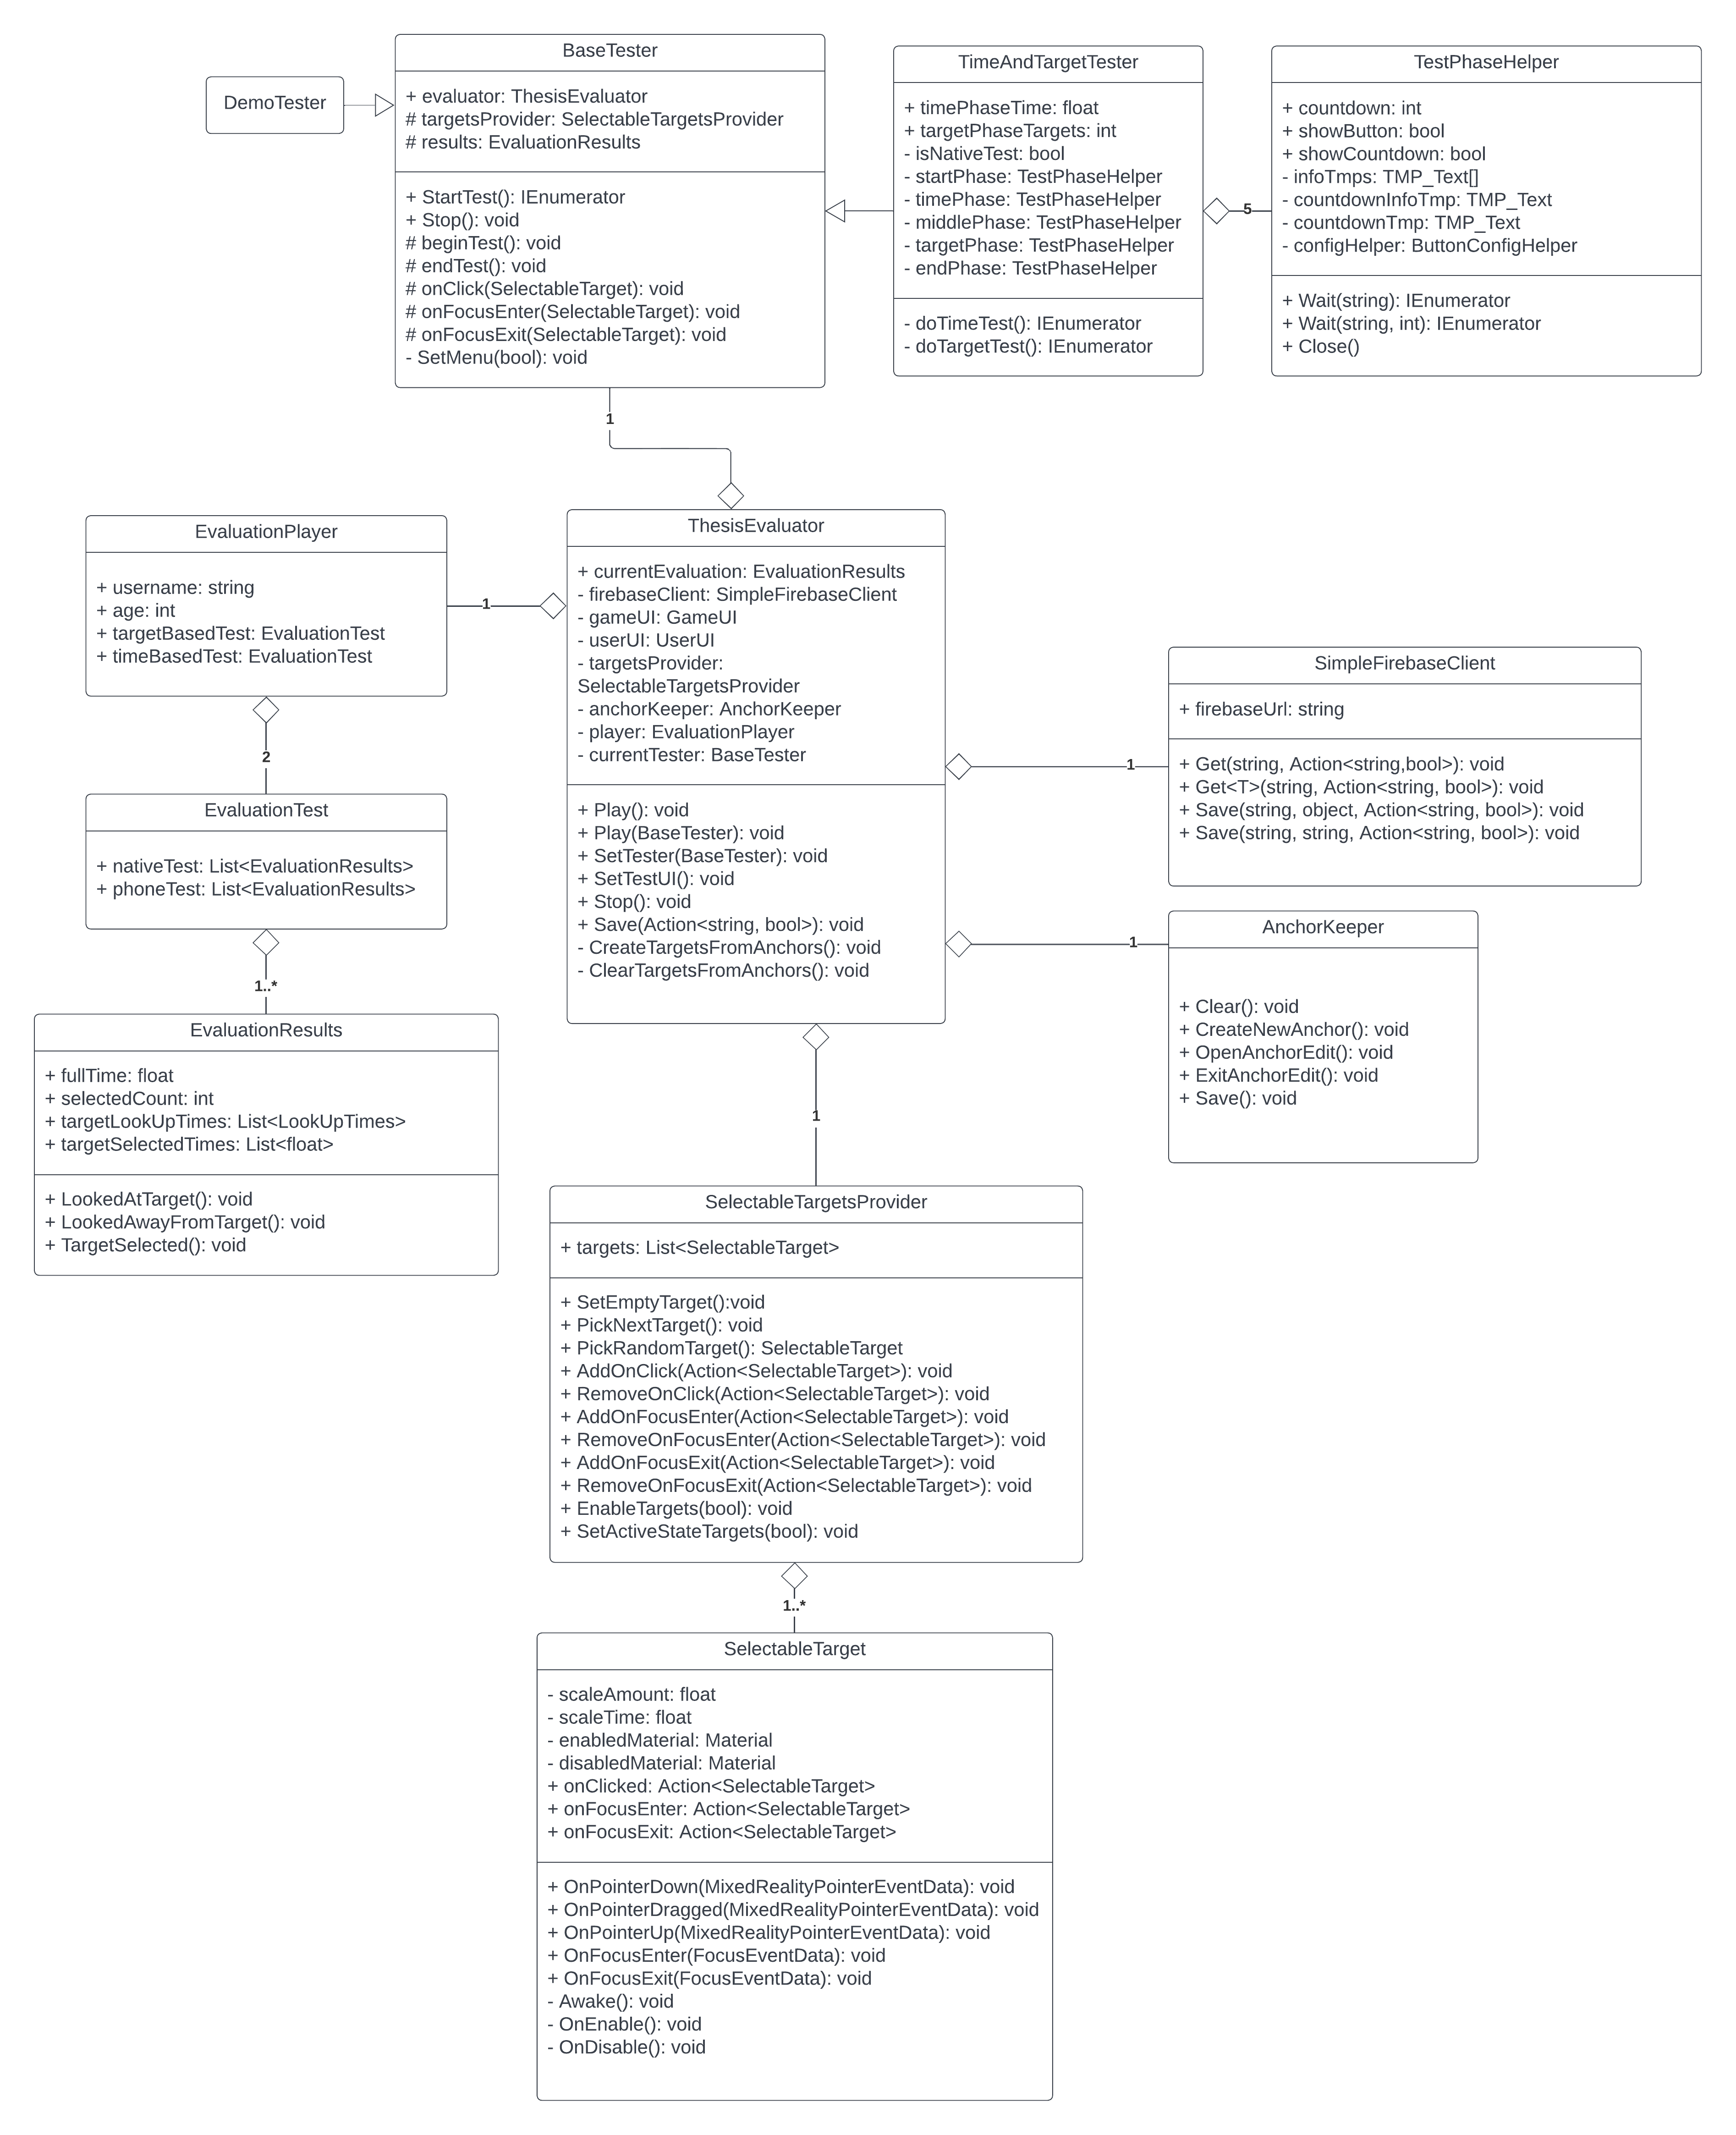 DemoTester
BaseTester
+ evaluator: ThesisEvaluator
# targetsProvider: SelectableTargetsProvider
# results: EvaluationResults
+ StartTest(): IEnumerator
+ Stop(): void
# beginTest(): void
# endTest(): void
# onClick(SelectableTarget): void
# onFocusEnter(SelectableTarget): void
# onFocusExit(SelectableTarget): void
- SetMenu(bool): void
TimeAndTargetTester
+ timePhaseTime: float
+ targetPhaseTargets: int
- isNativeTest: bool
- startPhase: TestPhaseHelper
- timePhase: TestPhaseHelper
- middlePhase: TestPhaseHelper
- targetPhase: TestPhaseHelper
- endPhase: TestPhaseHelper
- doTimeTest(): IEnumerator
- doTargetTest(): IEnumerator
5
TestPhaseHelper
+ countdown: int
+ showButton: bool
+ showCountdown: bool
- infoTmps: TMP_Text[]
- countdownInfoTmp: TMP_Text
- countdownTmp: TMP_Text
- configHelper: ButtonConfigHelper
+ Wait(string): IEnumerator
+ Wait(string, int): IEnumerator
+ Close()
1
EvaluationPlayer
+ username: string
+ age: int
+ targetBasedTest: EvaluationTest
+ timeBasedTest: EvaluationTest
1
2
EvaluationTest
+ nativeTest: List<EvaluationResults>
+ phoneTest: List<EvaluationResults>
1..*
EvaluationResults
+ fullTime: float
+ selectedCount: int
+ targetLookUpTimes: List<LookUpTimes>
+ targetSelectedTimes: List<float>
+ LookedAtTarget(): void
+ LookedAwayFromTarget(): void
+ TargetSelected(): void
ThesisEvaluator
+ currentEvaluation: EvaluationResults
- firebaseClient: SimpleFirebaseClient
- gameUI: GameUI
- userUI: UserUI
- targetsProvider:
SelectableTargetsProvider
- anchorKeeper: AnchorKeeper
- player: EvaluationPlayer
- currentTester: BaseTester
+ Play(): void
+ Play(BaseTester): void
+ SetTester(BaseTester): void
+ SetTestUI(): void
+ Stop(): void
+ Save(Action<string, bool>): void
- CreateTargetsFromAnchors(): void
- ClearTargetsFromAnchors(): void
1
SimpleFirebaseClient
+ firebaseUrl: string
+ Get(string, Action<string,bool>): void
+ Get<T>(string, Action<string, bool>): void
+ Save(string, object, Action<string, bool>): void
+ Save(string, string, Action<string, bool>): void
1
AnchorKeeper
+ Clear(): void
+ CreateNewAnchor(): void
+ OpenAnchorEdit(): void
+ ExitAnchorEdit(): void
+ Save(): void
1
SelectableTargetsProvider
+ targets: List<SelectableTarget>
+ SetEmptyTarget():void
+ PickNextTarget(): void
+ PickRandomTarget(): SelectableTarget
+ AddOnClick(Action<SelectableTarget>): void
+ RemoveOnClick(Action<SelectableTarget>): void
+ AddOnFocusEnter(Action<SelectableTarget>): void
+ RemoveOnFocusEnter(Action<SelectableTarget>): void
+ AddOnFocusExit(Action<SelectableTarget>): void
+ RemoveOnFocusExit(Action<SelectableTarget>): void
+ EnableTargets(bool): void
+ SetActiveStateTargets(bool): void
1..*
SelectableTarget
- scaleAmount: float
- scaleTime: float
- enabledMaterial: Material
- disabledMaterial: Material
+ onClicked: Action<SelectableTarget>
+ onFocusEnter: Action<SelectableTarget>
+ onFocusExit: Action<SelectableTarget>
+ OnPointerDown(MixedRealityPointerEventData): void
+ OnPointerDragged(MixedRealityPointerEventData): void
+ OnPointerUp(MixedRealityPointerEventData): void
+ OnFocusEnter(FocusEventData): void
+ OnFocusExit(FocusEventData): void
- Awake(): void
- OnEnable(): void
- OnDisable(): void